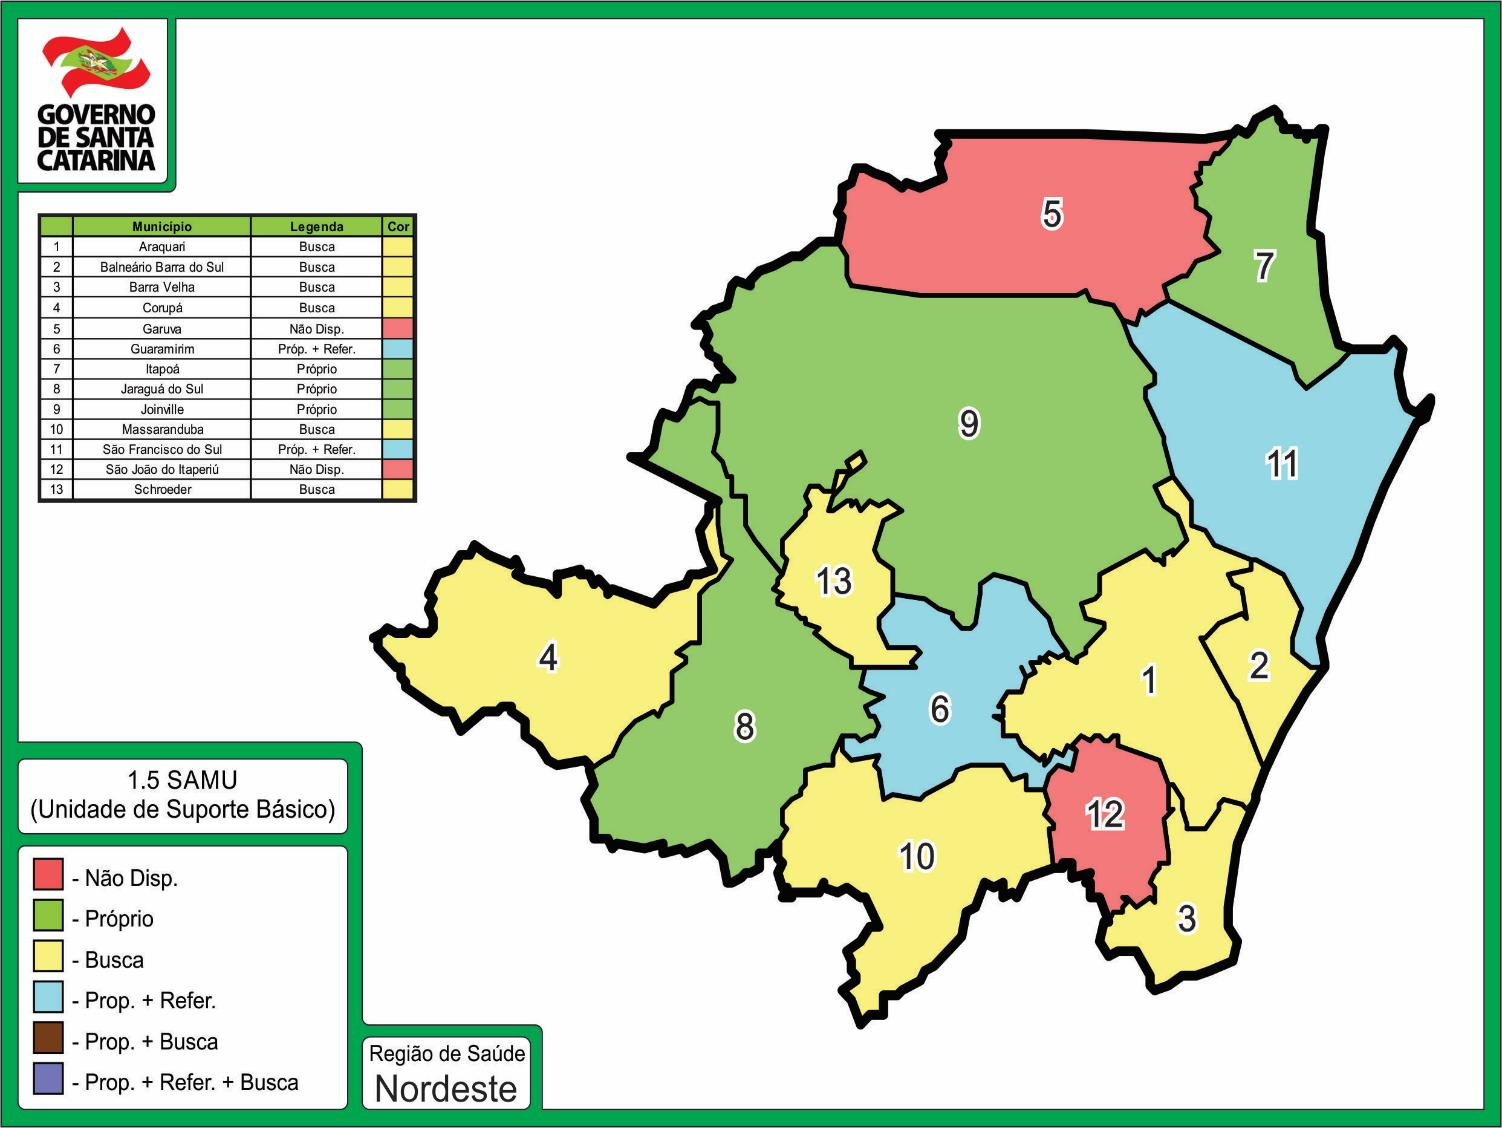 GOVERNO
DE SANTA
CATARINA
Município Legenda Cor
1 Araquari Busca
2 Balneário Barra do Sul Busca
3 Barra Velha Busca
4 Corupá Busca
5 Garuva Não Disp.
6 Guaramirim Próp. + Refer.
7 Itapoá Próprio
8 Jaraguá do Sul Próprio
9 Joinville Próprio
10 Massaranduba Busca
11 São Francisco do Sul Próp. + Refer.
12 São João do Itaperiú Não Disp.
13 Schroeder Busca
5
7
9
11
13
4
1
2
6
8
12
10
3
1.5 SAMU
(Unidade de Suporte Básico)
- Não Disp.
- Próprio
- Busca
- Prop. + Refer.
- Prop. + Busca
- Prop. + Refer. + Busca
Região de Saúde
Nordeste